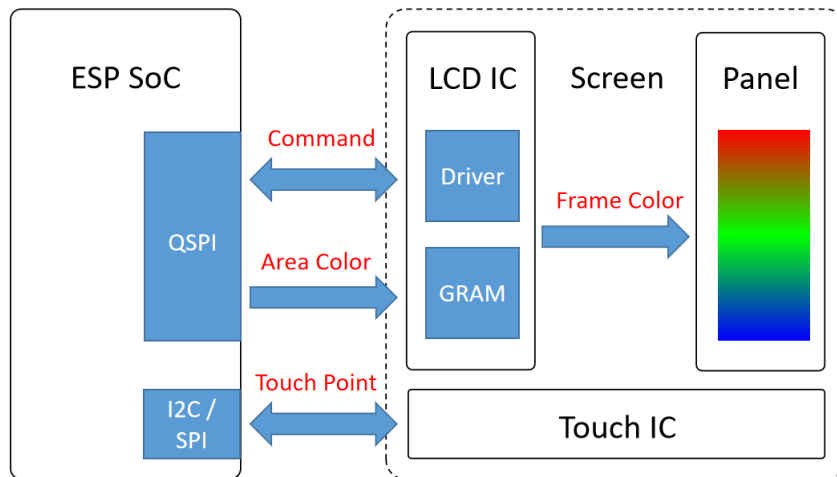 ESP SoC
QSPI
I2C /
SPI
Command
Area Color
Touch Point
LCD IC
Driver
GRAM
Screen
Frame Color
Panel
Touch IC